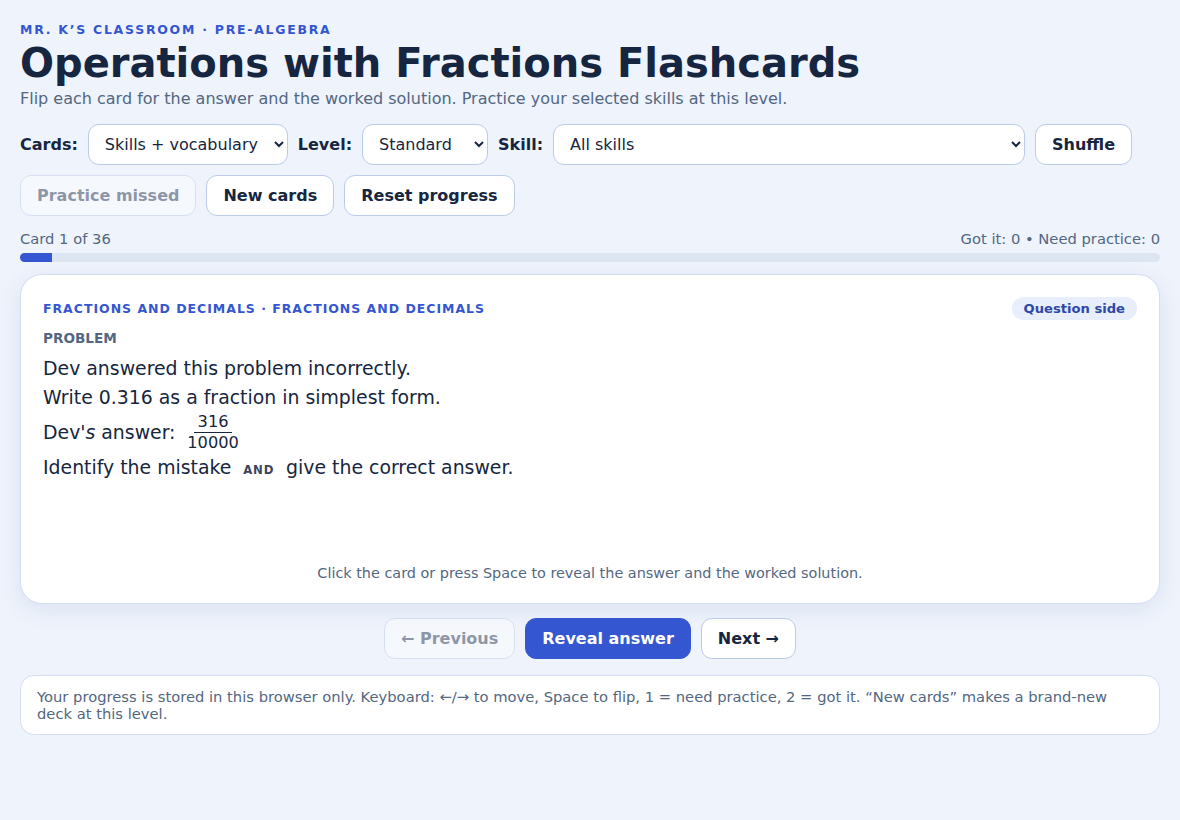 MR. K’S CLASSROOM · PRE-ALGEBRA
Operations with Fractions Flashcards
Flip each card for the answer and the worked solution. Practice your selected skills at this level.
Cards: Skills + vocabulary Level: Standard Skill: All skills Shuffle
Practice missed New cards Reset progress
Card 1 of 36 Got it: 0 • Need practice: 0
FRACTIONS AND DECIMALS · FRACTIONS AND DECIMALS Question side
PROBLEM
Dev answered this problem incorrectly.
Write 0.316 as a fraction in simplest form.
Dev's answer: 316/10000
Identify the mistake AND give the correct answer.
Click the card or press Space to reveal the answer and the worked solution.
← Previous Reveal answer Next →
Your progress is stored in this browser only. Keyboard: ←/→ to move, Space to flip, 1 = need practice, 2 = got it. “New cards” makes a brand-new
deck at this level.